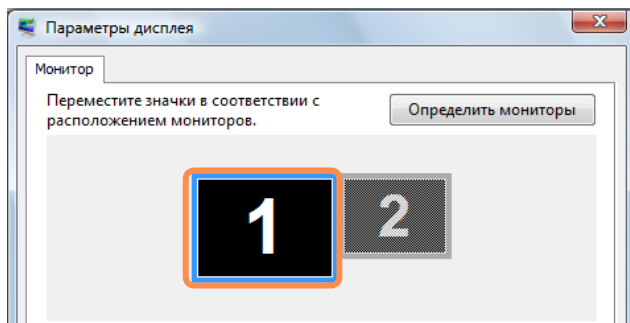 Параметры дисплея
Монитор
Переместите значки в соответствии с
расположением мониторов.
Определить мониторы
1
2